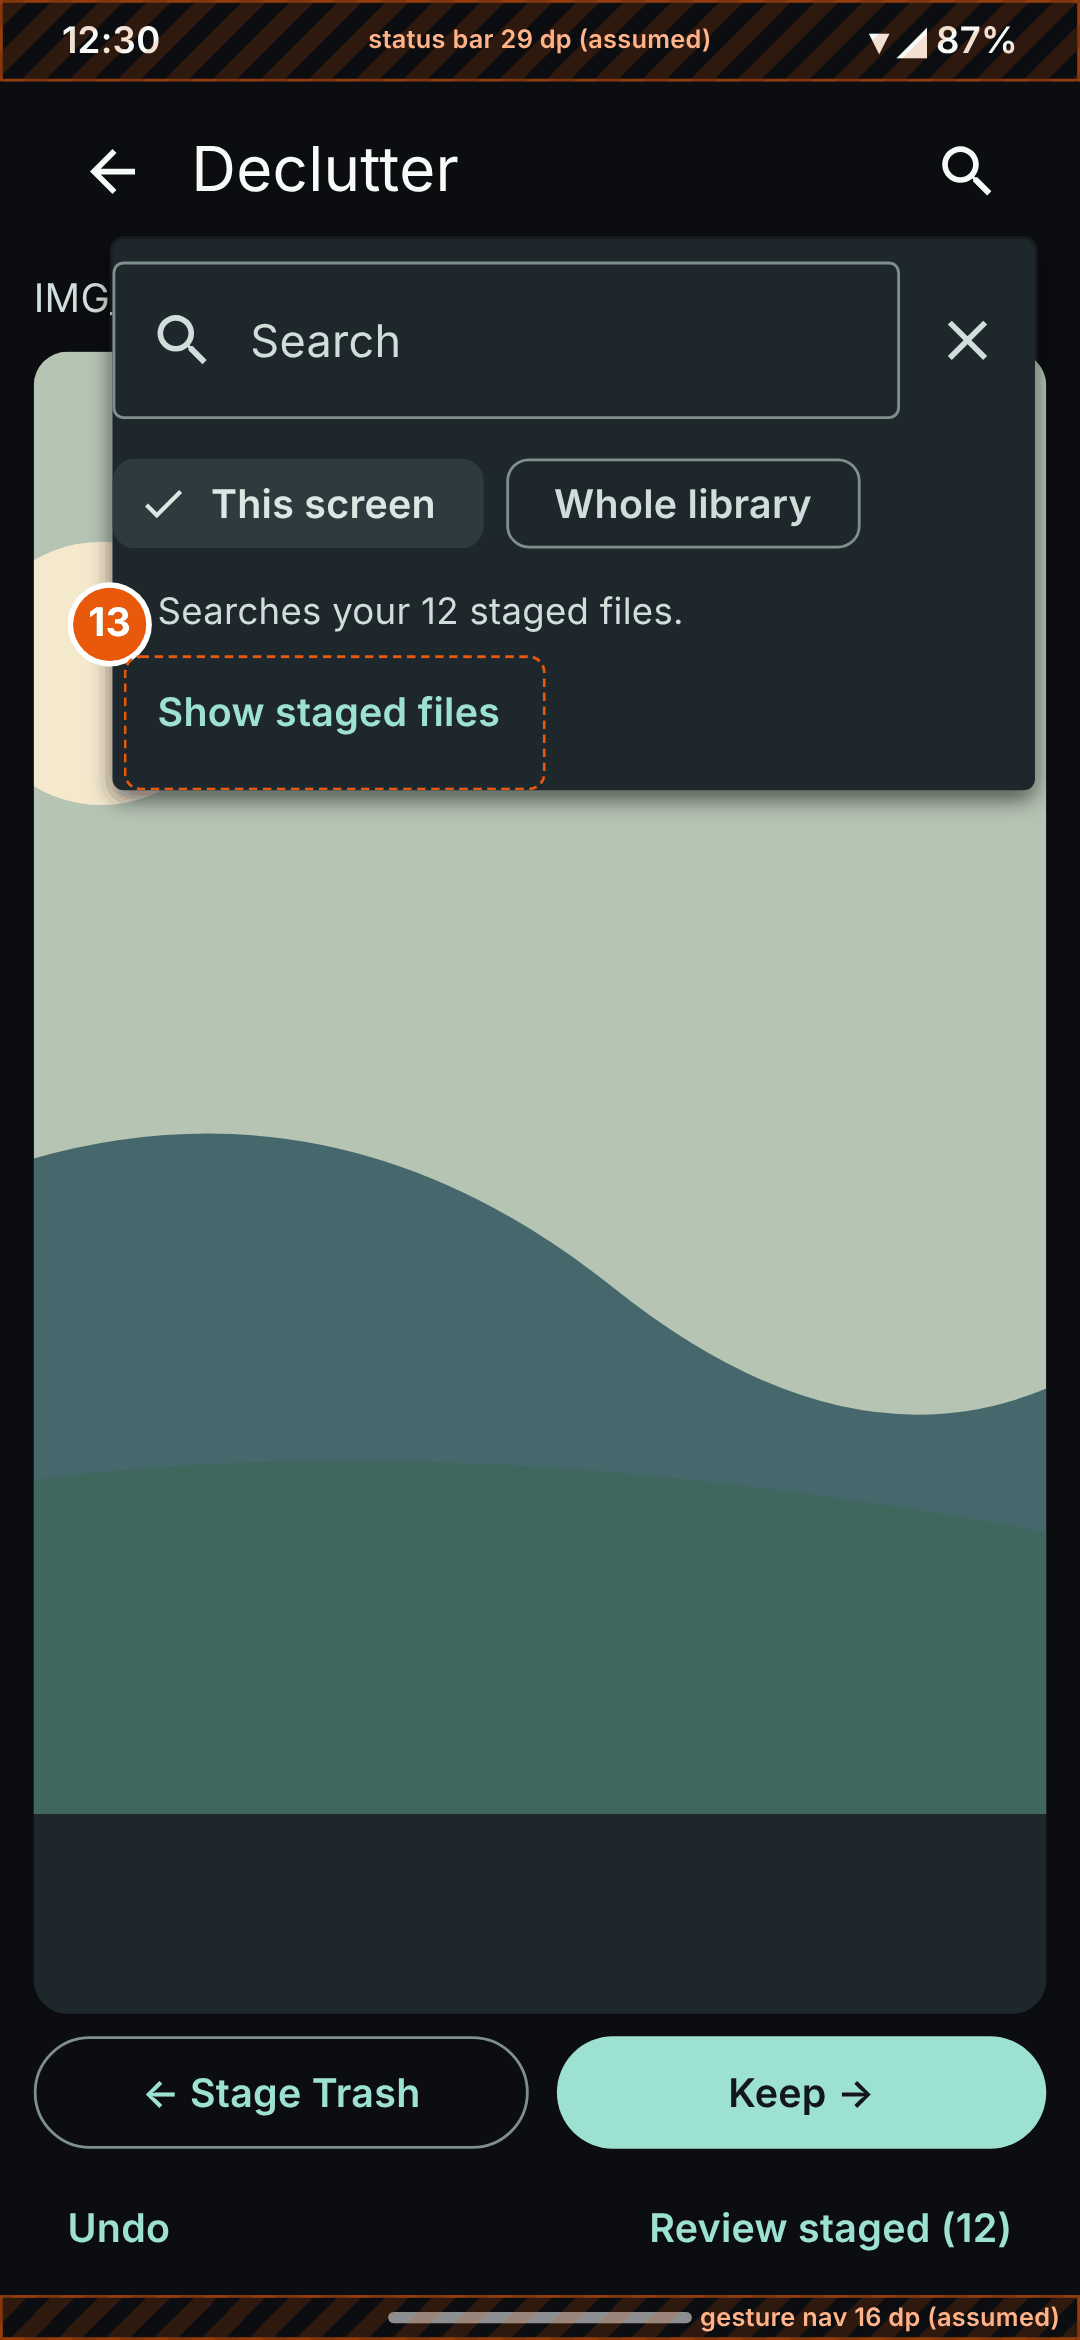 12:30 status bar 29 dp (assumed) 87%
Declutter
IMG_
Search
This screen Whole library
13 Searches your 12 staged files.
Show staged files
← Stage Trash Keep →
Undo Review staged (12)
gesture nav 16 dp (assumed)